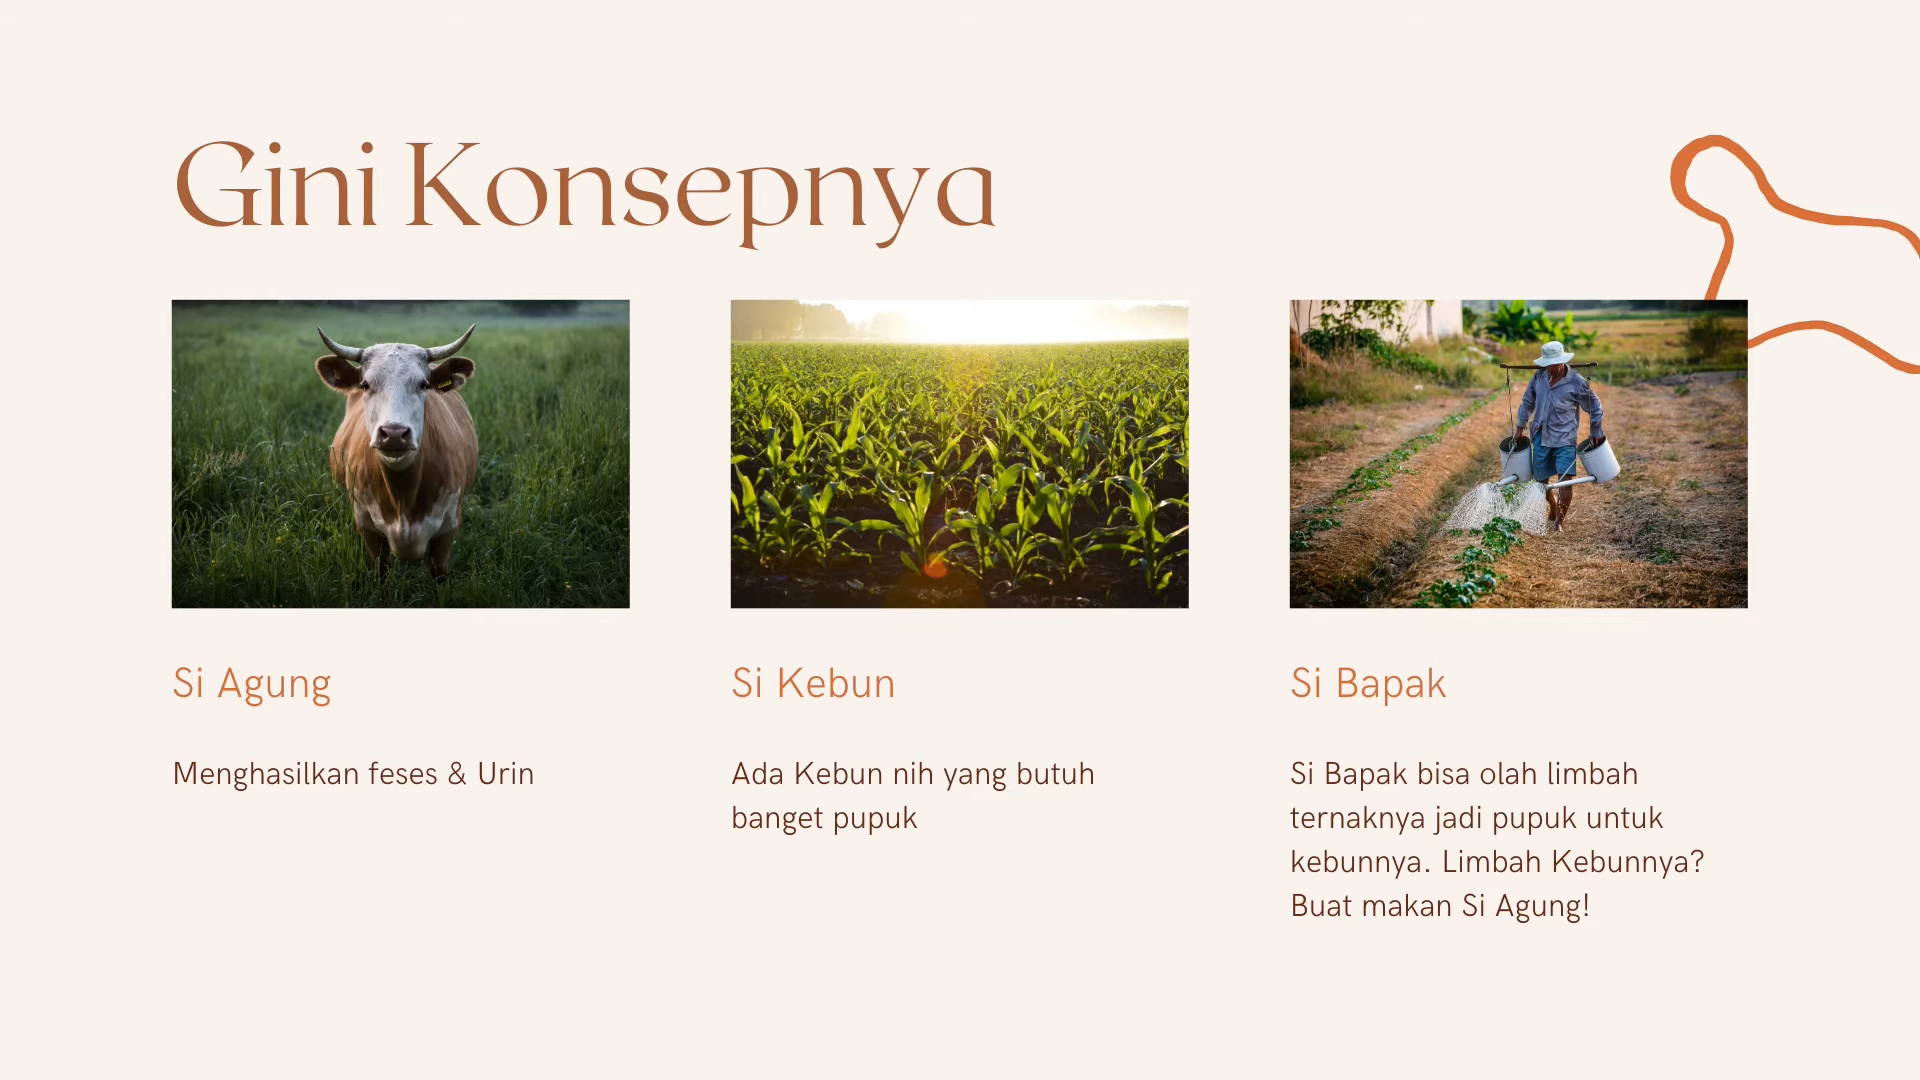 Gini Konsepnya
Si Agung
Menghasilkan feses & Urin
Si Kebun
Ada Kebun nih yang butuh
banget pupuk
Si Bapak
Si Bapak bisa olah limbah
ternaknya jadi pupuk untuk
kebunnya. Limbah Kebunnya?
Buat makan Si Agung!